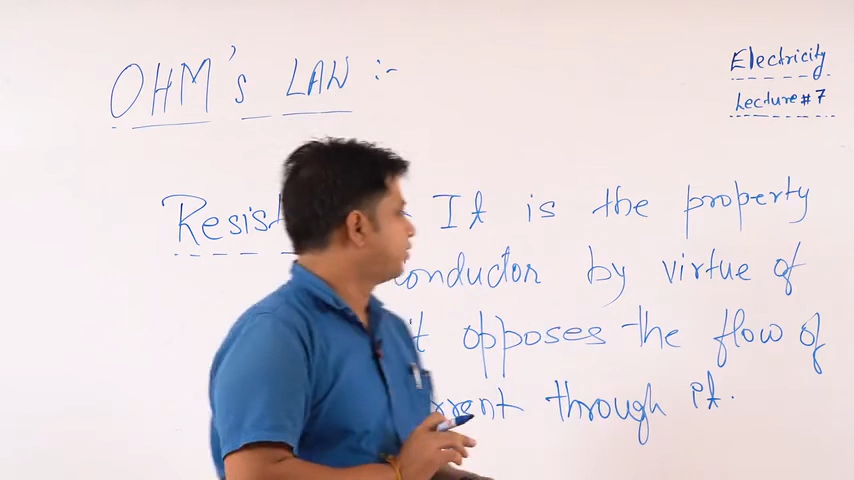 OHM's LAW :-
Electricity
Lecture #7
It is the property
conductor by virtue of
opposes the flow of
through it.